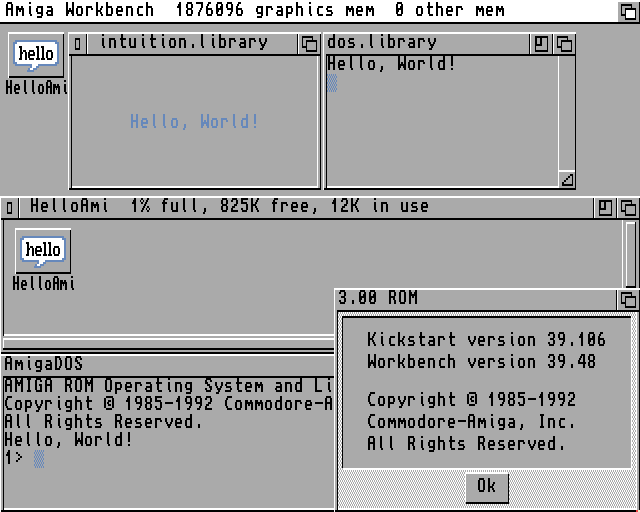 Amiga Workbench 1876096 graphics mem 0 other mem
hello
HelloAmi
intuition.library
Hello, World!
dos.library
Hello, World!
HelloAmi 1% full, 825K free, 12K in use
hello
HelloAmi
AmigaDOS
AMIGA ROM Operating System and Li
Copyright © 1985-1992 Commodore-A
All Rights Reserved.
Hello, World!
1>
3.00 ROM
Kickstart version 39.106
Workbench version 39.48
Copyright © 1985-1992
Commodore-Amiga, Inc.
All Rights Reserved.
Ok